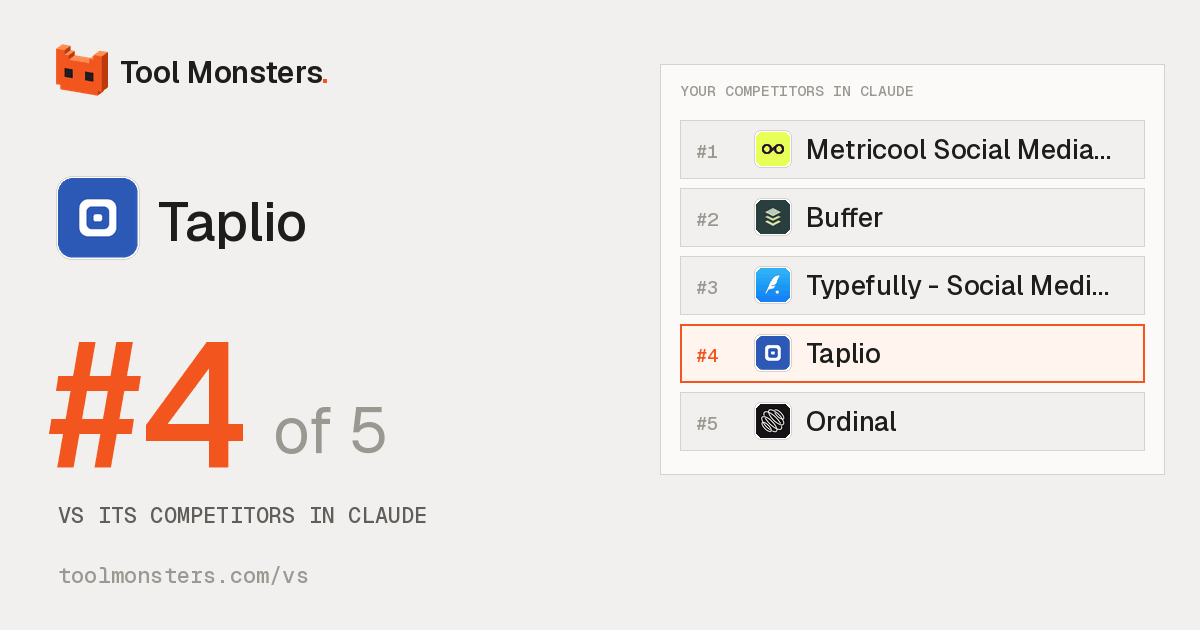 Tool Monsters.
Taplio
#4 of 5
VS ITS COMPETITORS IN CLAUDE
toolmonsters.com/vs
YOUR COMPETITORS IN CLAUDE
#1 Metricool Social Media...
#2 Buffer
#3 Typefully - Social Medi...
#4 Taplio
#5 Ordinal